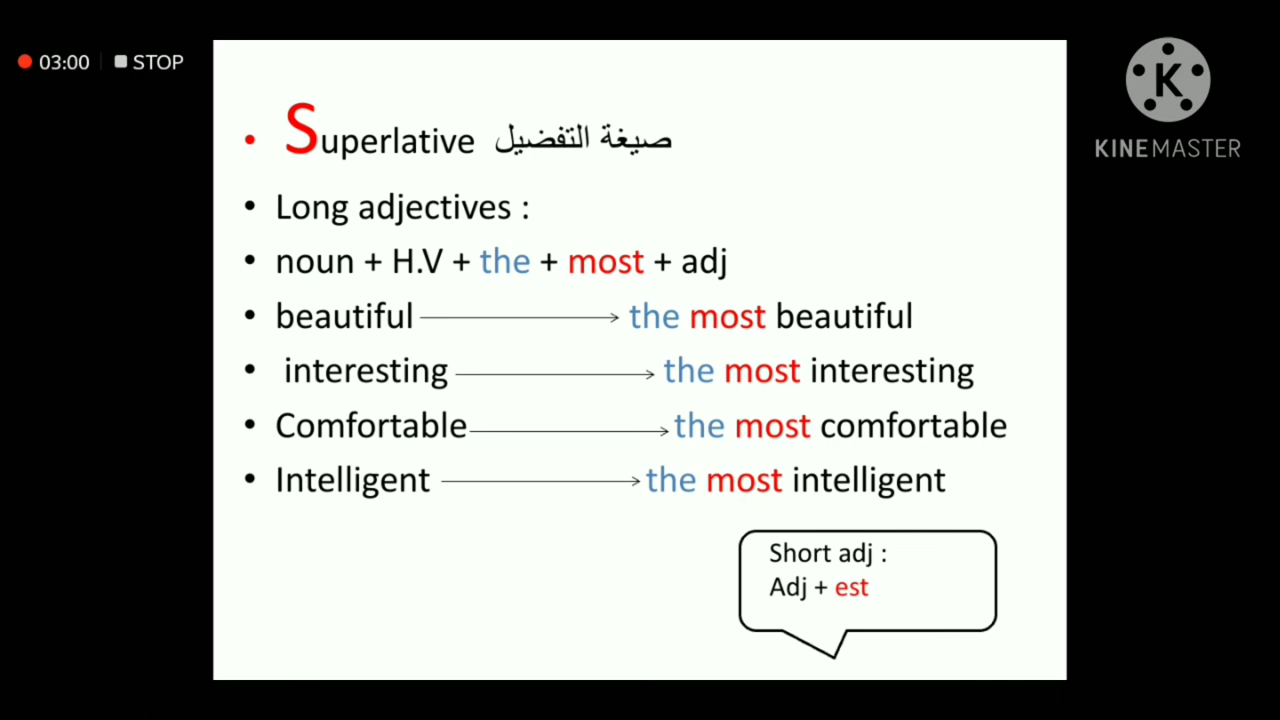 03:00 STOP
K
KINEMASTER
• Superlative صيغة التفضيل
• Long adjectives :
• noun + H.V + the + most + adj
• beautiful → the most beautiful
• interesting → the most interesting
• Comfortable → the most comfortable
• Intelligent → the most intelligent
Short adj :
Adj + est